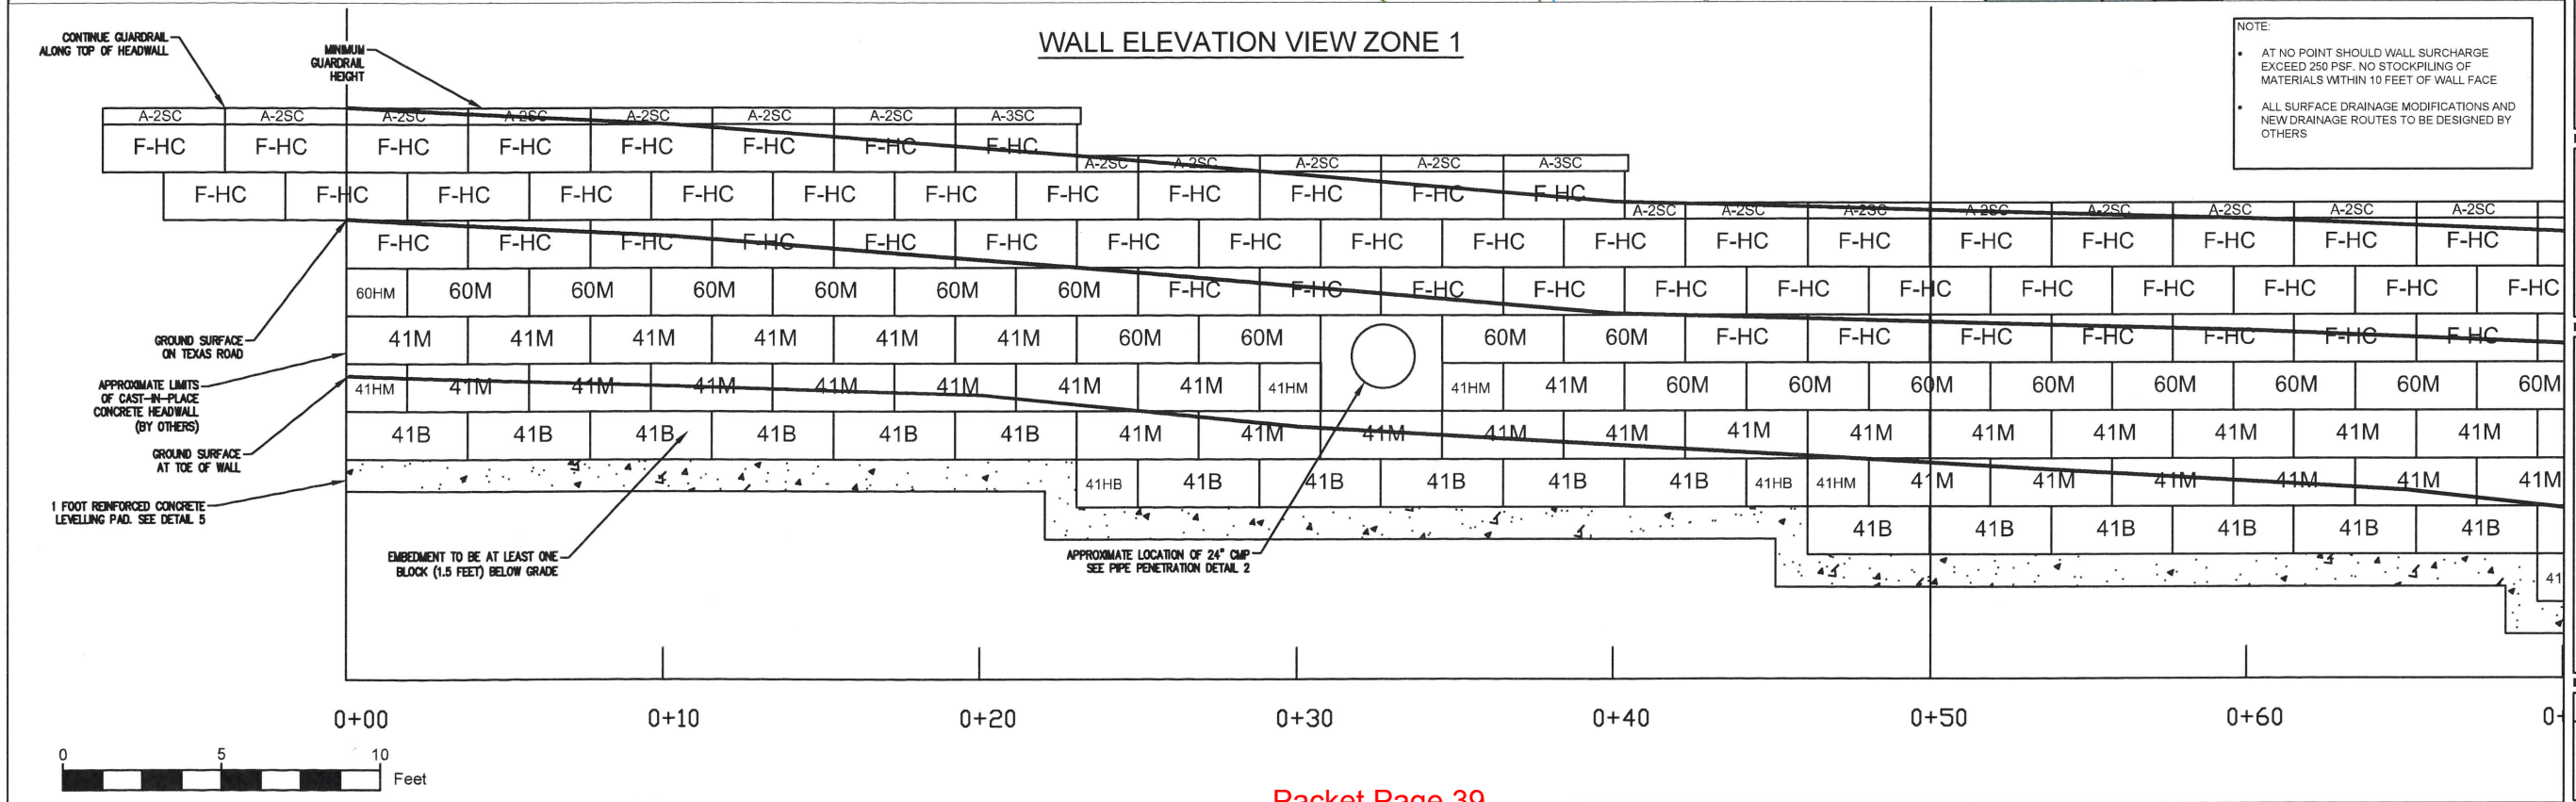 WALL ELEVATION VIEW ZONE 1
CONTINUE GUARDRAIL
ALONG TOP OF HEADWALL
MINIMUM
GUARDRAIL
HEIGHT
NOTE:
• AT NO POINT SHOULD WALL SURCHARGE
EXCEED 250 PSF. NO STOCKPILING OF
MATERIALS WITHIN 10 FEET OF WALL FACE
• ALL SURFACE DRAINAGE MODIFICATIONS AND
NEW DRAINAGE ROUTES TO BE DESIGNED BY
OTHERS
A-2SC A-2SC A-2SC A-2SC A-2SC A-2SC A-2SC A-3SC
F-HC F-HC F-HC F-HC F-HC F-HC F-HC F-HC
A-2SC A-2SC A-2SC A-2SC A-3SC
F-HC F-HC F-HC F-HC F-HC F-HC F-HC F-HC F-HC F-HC F-HC F-HC
A-2SC A-2SC A-2SC A-2SC A-2SC A-2SC A-2SC A-2SC
F-HC F-HC F-HC F-HC F-HC F-HC F-HC F-HC F-HC F-HC F-HC F-HC F-HC F-HC F-HC F-HC F-HC F-HC
60HM 60M 60M 60M 60M 60M 60M F-HC F-HC F-HC F-HC F-HC F-HC F-HC F-HC F-HC F-HC F-HC F-HC
41M 41M 41M 41M 41M 41M 60M 60M 60M 60M F-HC F-HC F-HC F-HC F-HC F-HC F-HC
41HM 41M 41M 41M 41M 41M 41M 41M 41HM 41HM 41M 60M 60M 60M 60M 60M 60M 60M 60M
41B 41B 41B 41B 41B 41B 41M 41M 41M 41M 41M 41M 41M 41M 41M 41M 41M 41M
41HB 41B 41B 41B 41B 41B 41HB 41HM 41M 41M 41M 41M 41M 41M
41B 41B 41B 41B 41B 41B
41
GROUND SURFACE
ON TEXAS ROAD
APPROXIMATE LIMITS
OF CAST-IN-PLACE
CONCRETE HEADWALL
(BY OTHERS)
GROUND SURFACE
AT TOE OF WALL
1 FOOT REINFORCED CONCRETE
LEVELLING PAD. SEE DETAIL 5
EMBEDMENT TO BE AT LEAST ONE
BLOCK (1.5 FEET) BELOW GRADE
APPROXIMATE LOCATION OF 24" CMP
SEE PIPE PENETRATION DETAIL 2
0+00 0+10 0+20 0+30 0+40 0+50 0+60 0+
0 5 10
Feet
Packet Page 39